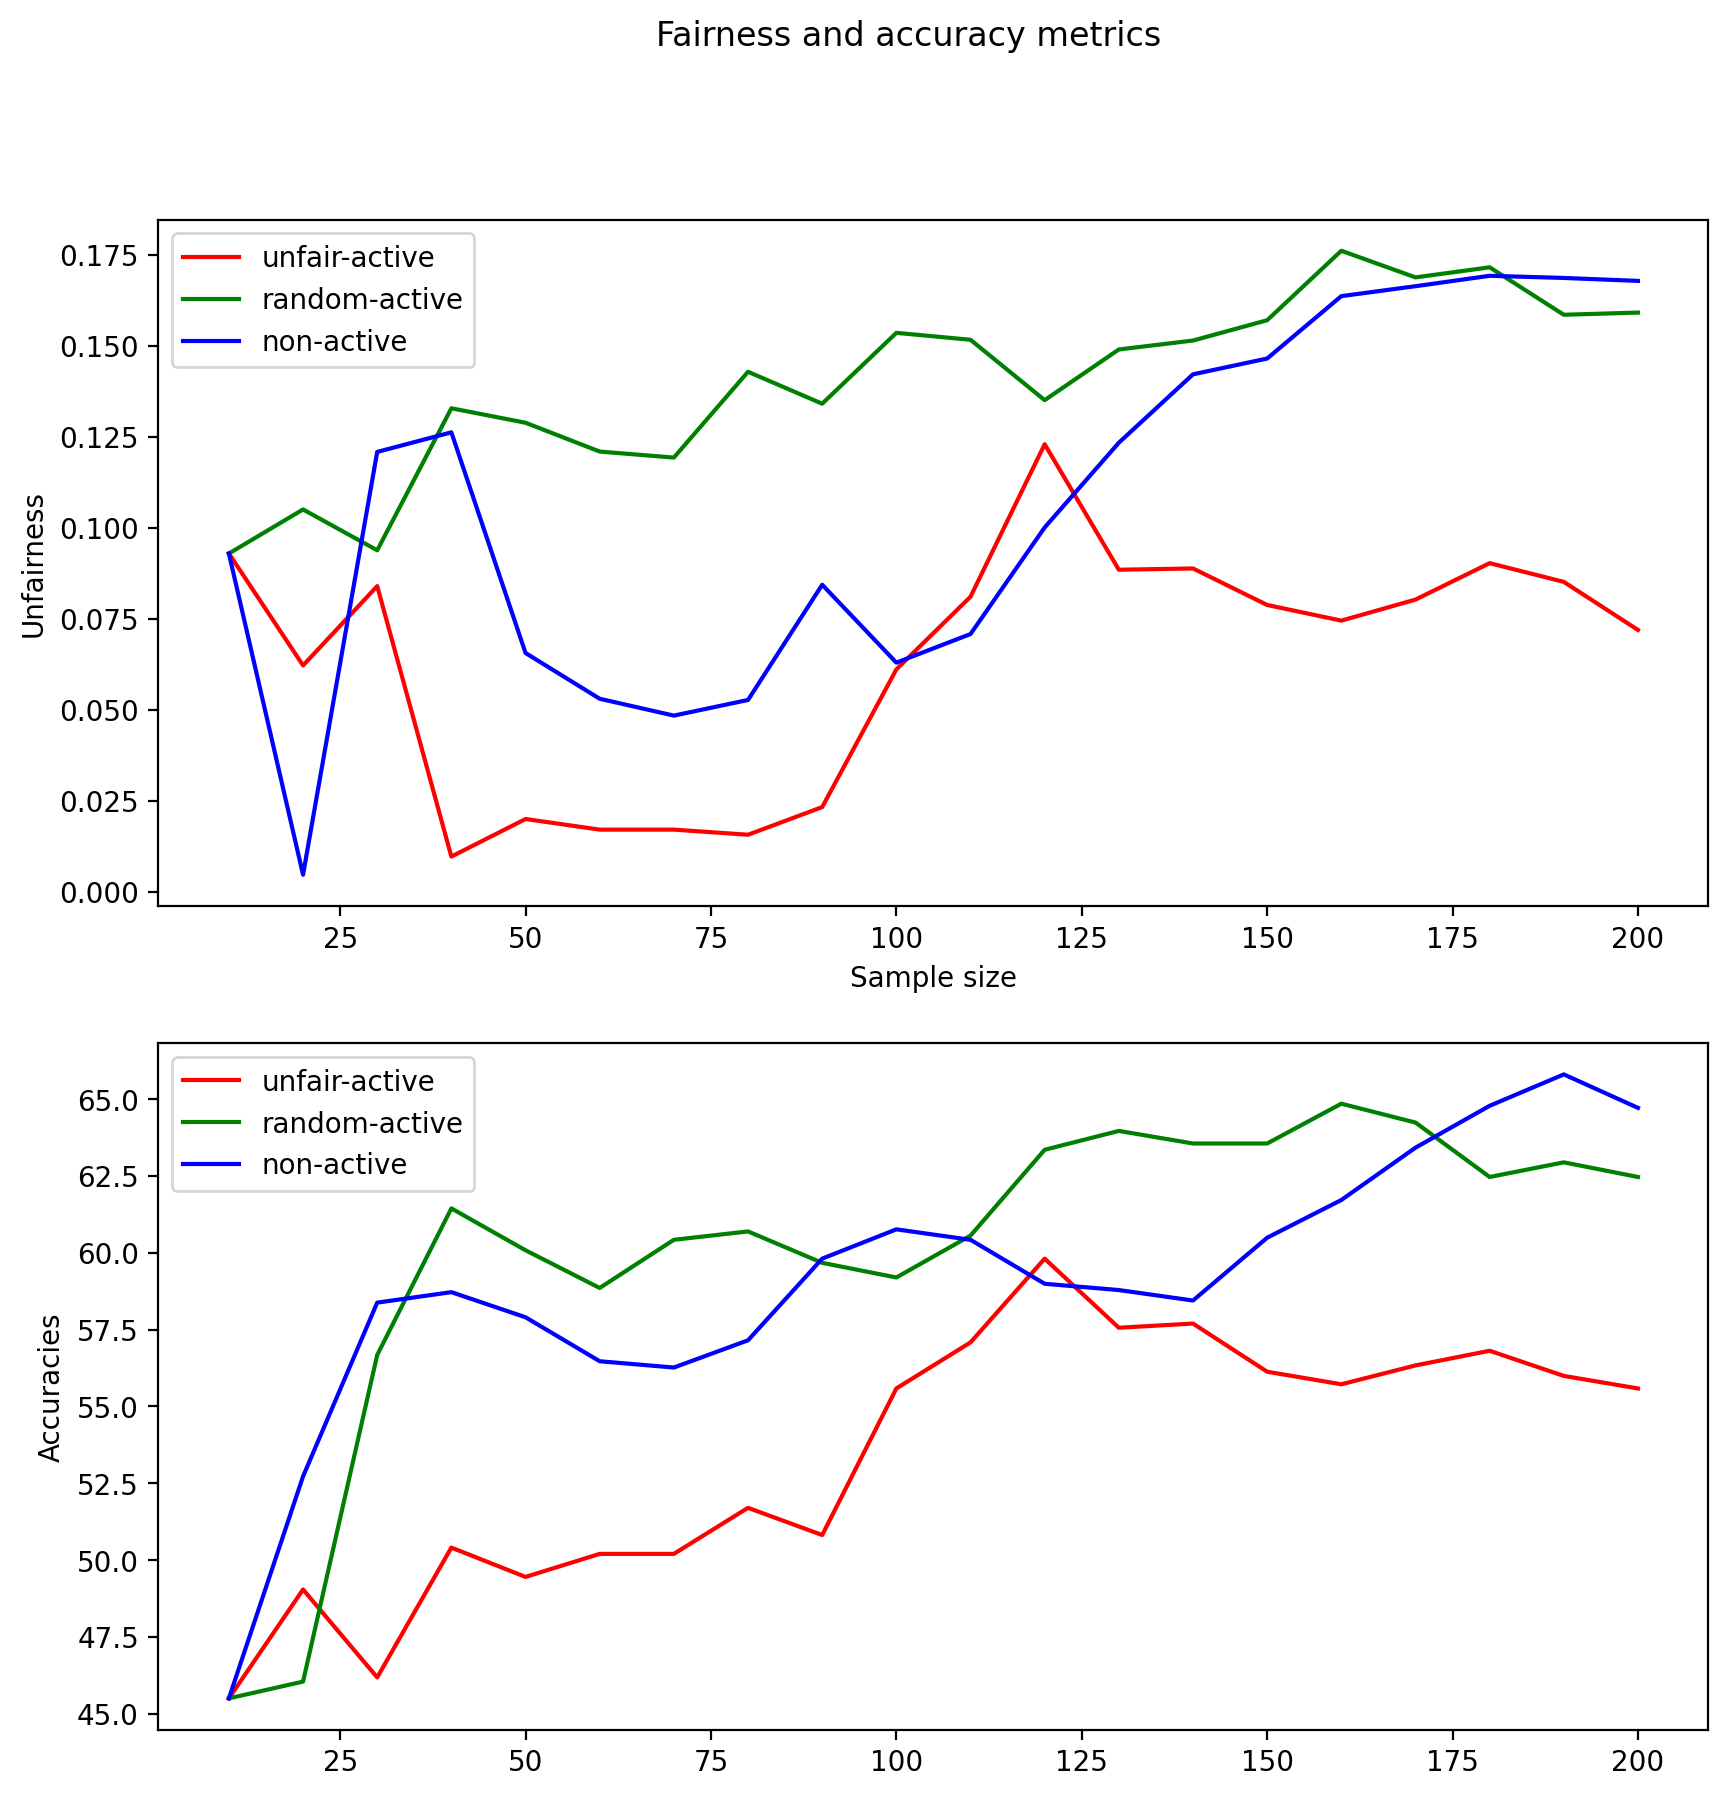 Fairness and accuracy metrics
unfair-active
random-active
non-active
0.175
0.150
0.125
0.100
0.075
0.050
0.025
0.000
Unfairness
25 50 75 100 125 150 175 200
Sample size
unfair-active
random-active
non-active
65.0
62.5
60.0
57.5
55.0
52.5
50.0
47.5
45.0
Accuracies
25 50 75 100 125 150 175 200